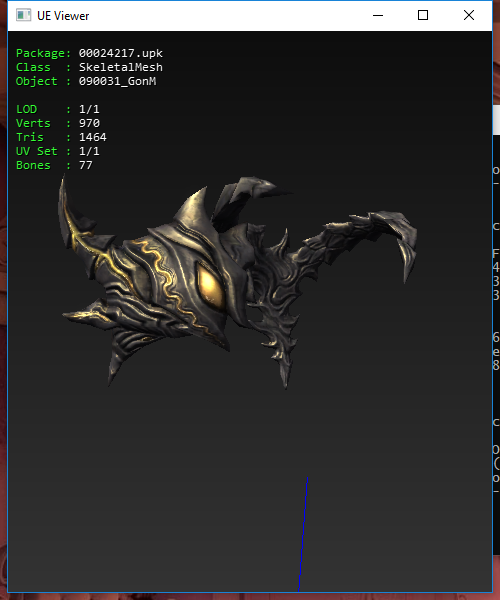 UE Viewer
Package: 00024217.upk
Class : SkeletalMesh
Object : 090031_GonM
LOD : 1/1
Verts : 970
Tris : 1464
UV Set : 1/1
Bones : 77